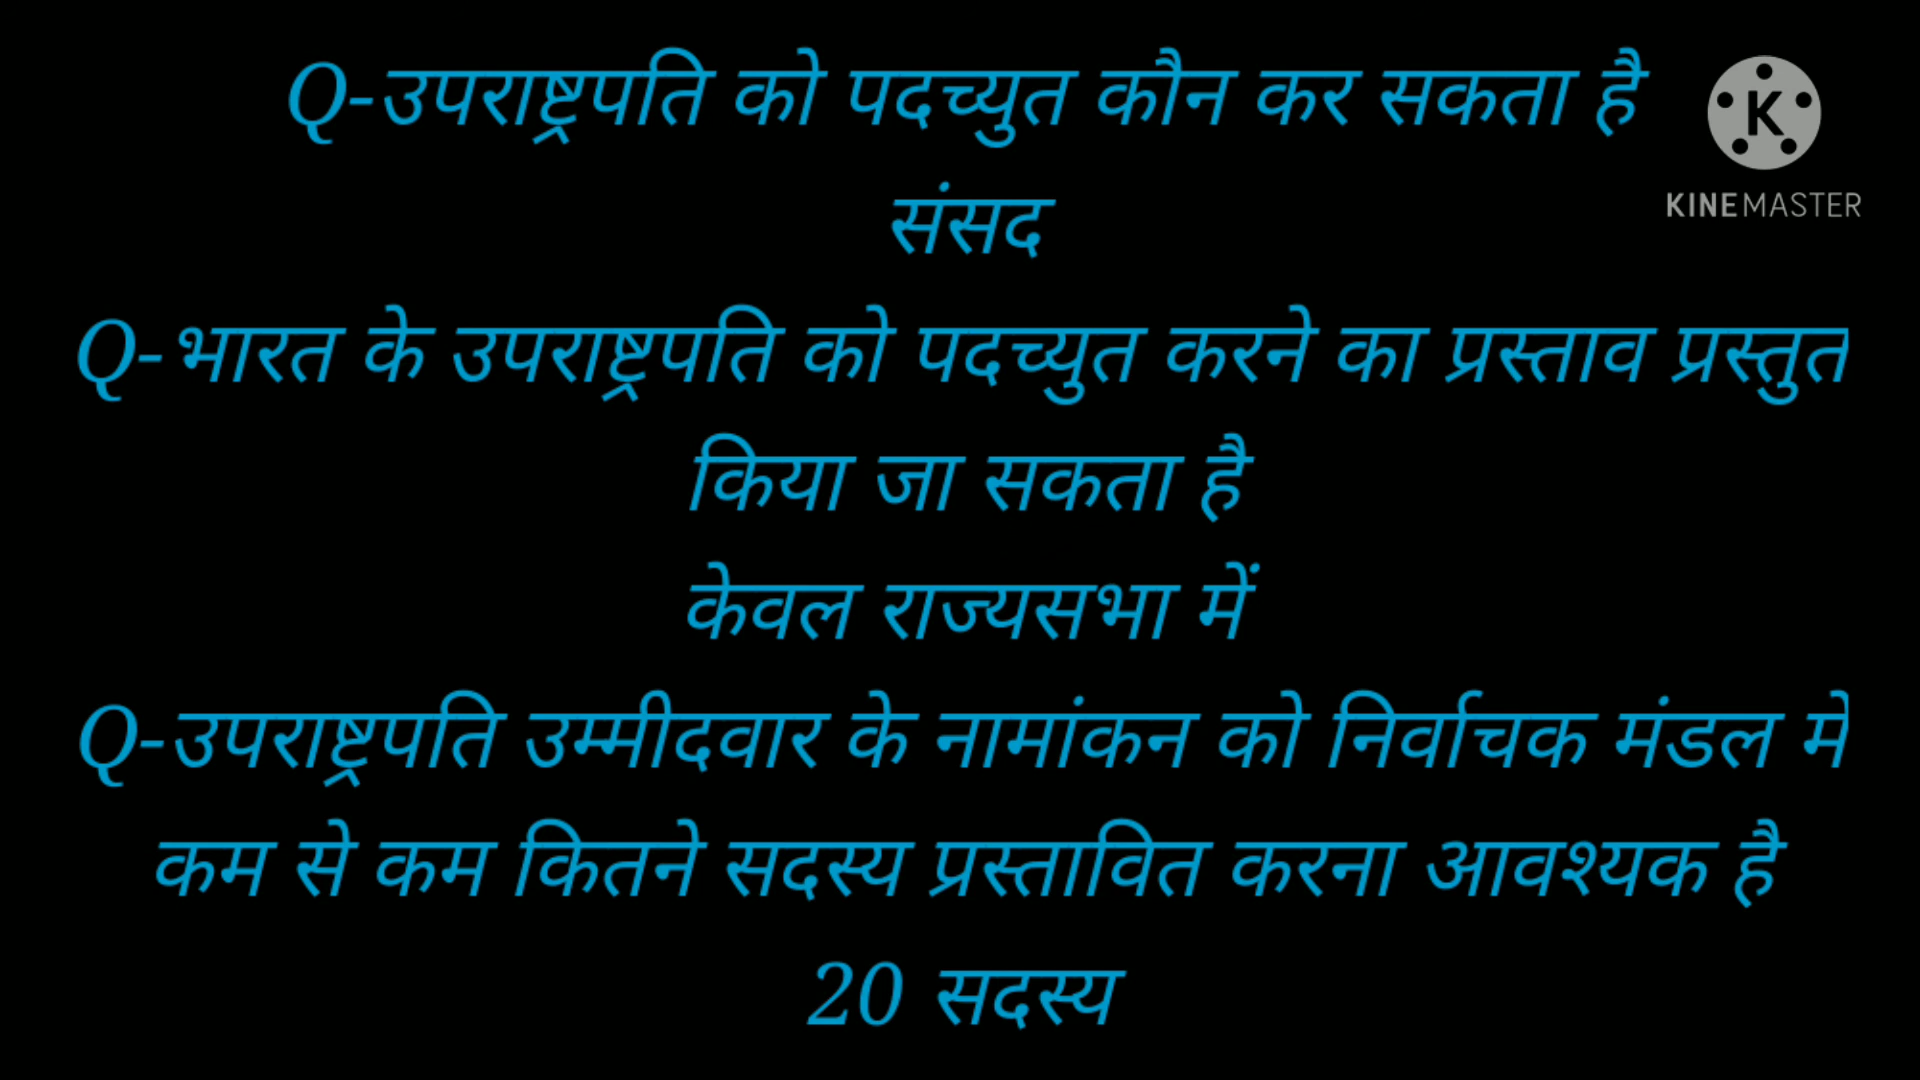 Q-उपराष्ट्रपति को पदच्युत कौन कर सकता है
KINEMASTER
संसद
Q-भारत के उपराष्ट्रपति को पदच्युत करने का प्रस्ताव प्रस्तुत
किया जा सकता है
केवल राज्यसभा में
Q-उपराष्ट्रपति उम्मीदवार के नामांकन को निर्वाचक मंडल मे
कम से कम कितने सदस्य प्रस्तावित करना आवश्यक है
20 सदस्य